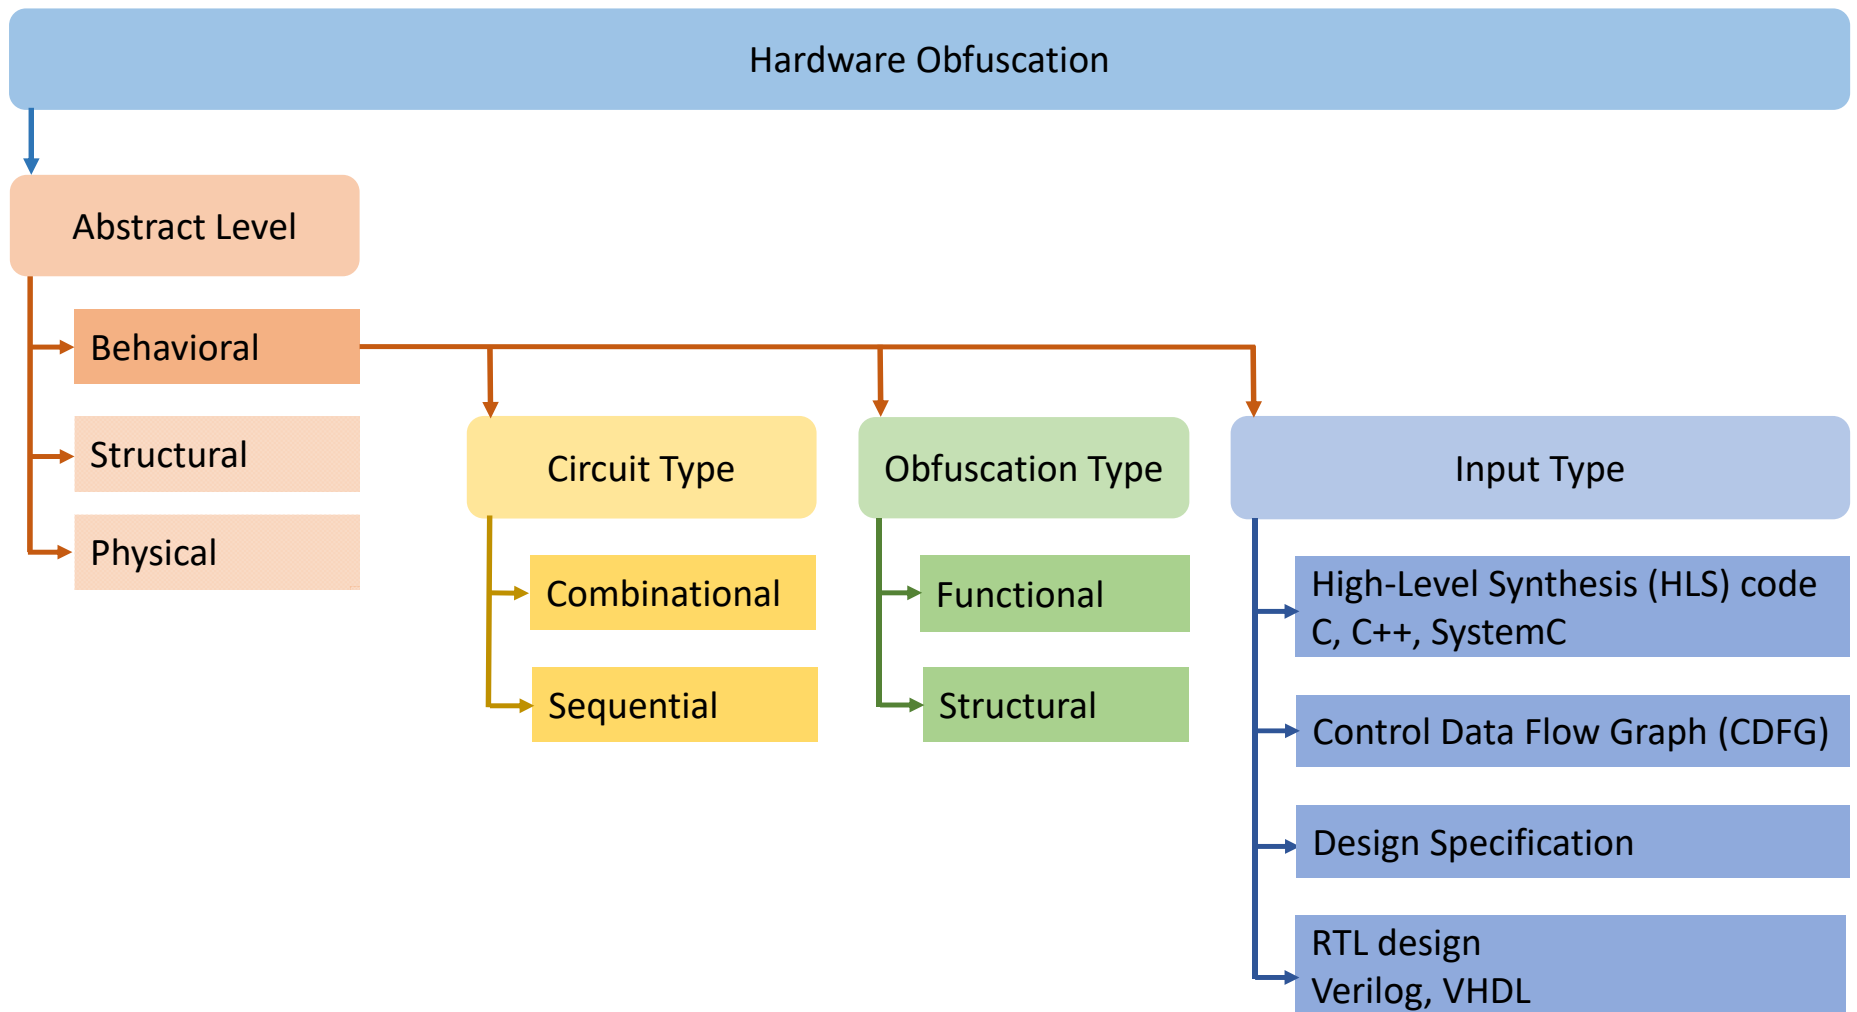 Hardware Obfuscation
Abstract Level
Behavioral
Structural
Physical
Circuit Type
Combinational
Sequential
Obfuscation Type
Functional
Structural
Input Type
High-Level Synthesis (HLS) code
C, C++, SystemC
Control Data Flow Graph (CDFG)
Design Specification
RTL design
Verilog, VHDL